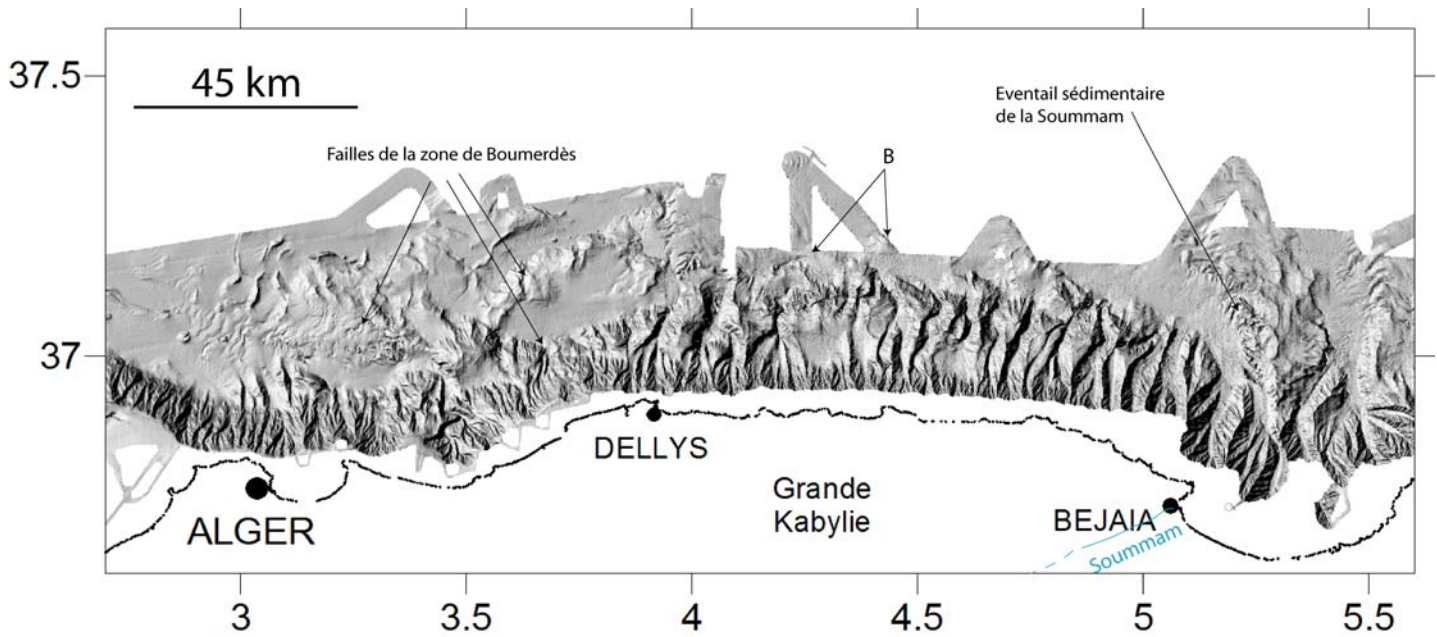 37.5
45 km
Eventail sédimentaire
de la Soummam
Failles de la zone de Boumerdès
B
37
DELLYS
Grande
Kabylie
ALGER
BEJAIA
Soummam
3
3.5
4
4.5
5
5.5